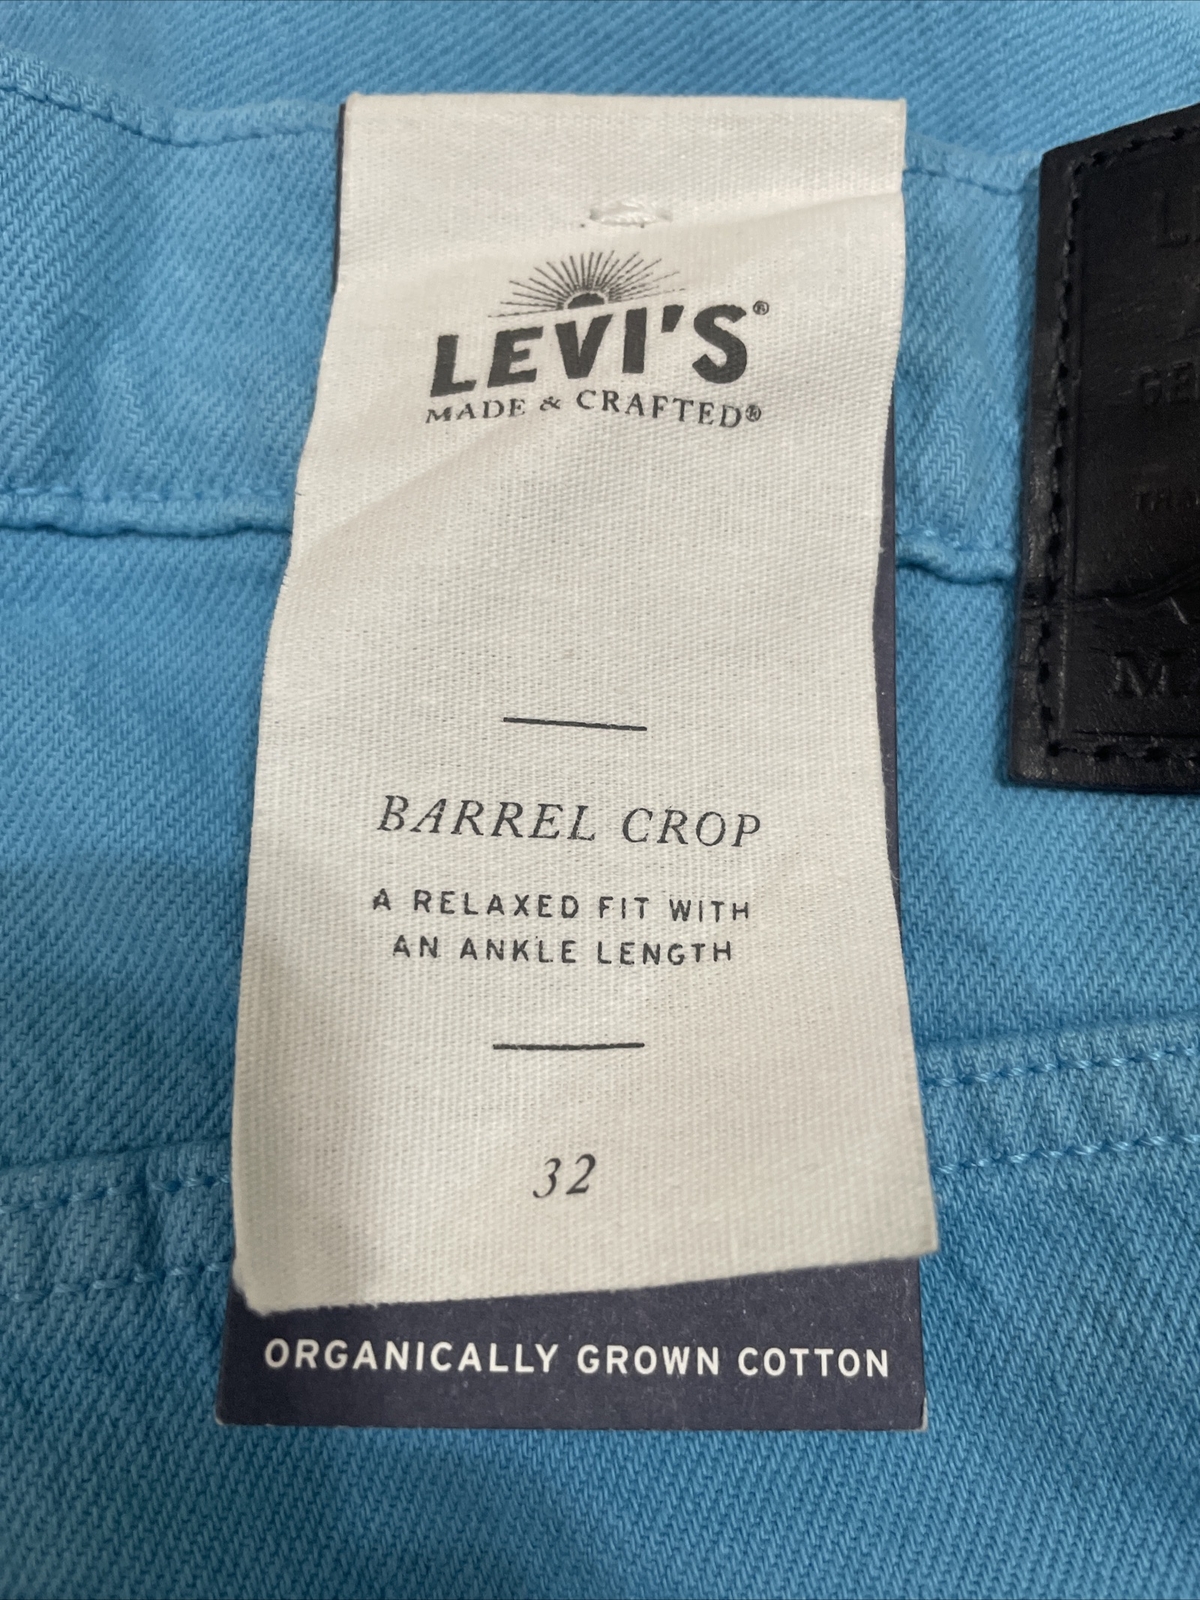 LEVI'S®
MADE & CRAFTED®
BARREL CROP
A RELAXED FIT WITH
AN ANKLE LENGTH
32
ORGANICALLY GROWN COTTON